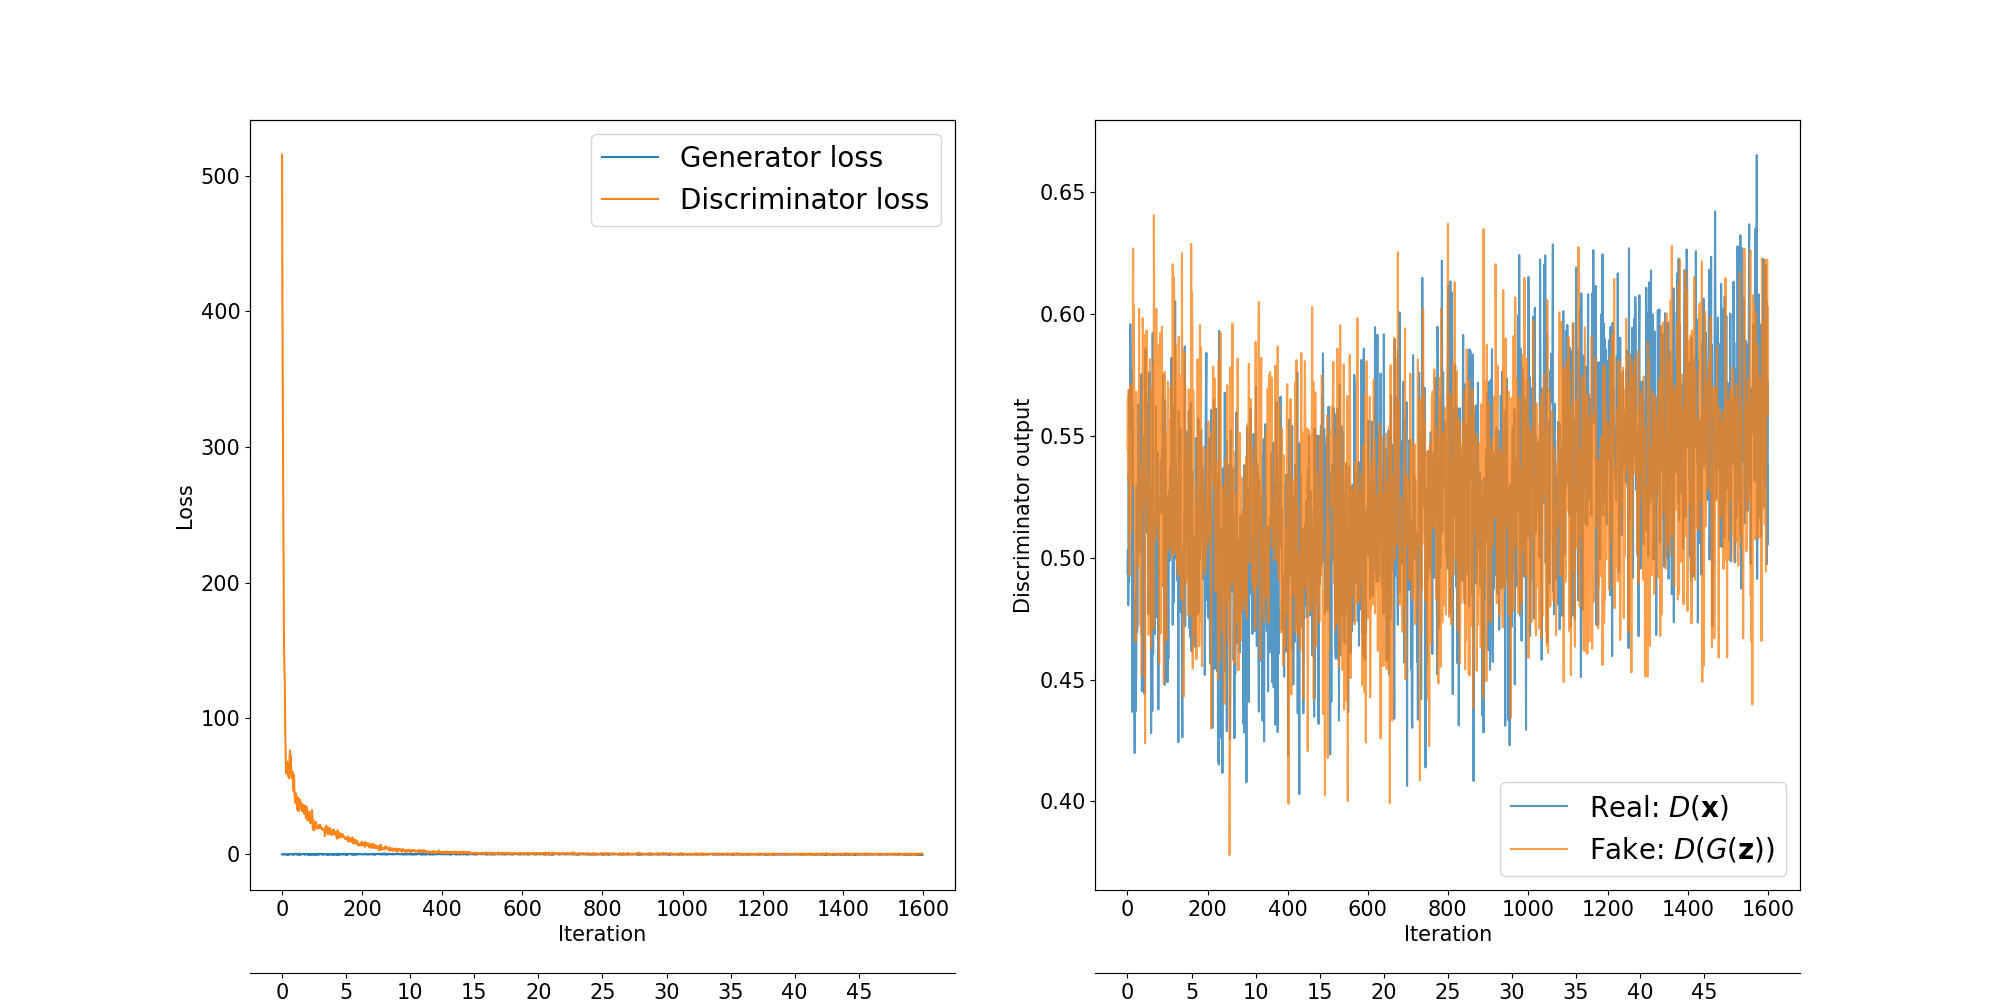 Generator loss
Discriminator loss
500
400
300
200
100
0
Loss
0 200 400 600 800 1000 1200 1400 1600
Iteration
0 5 10 15 20 25 30 35 40 45
0.65
0.60
0.55
0.50
0.45
0.40
Discriminator output
Real: D(x)
Fake: D(G(z))
0 200 400 600 800 1000 1200 1400 1600
Iteration
0 5 10 15 20 25 30 35 40 45